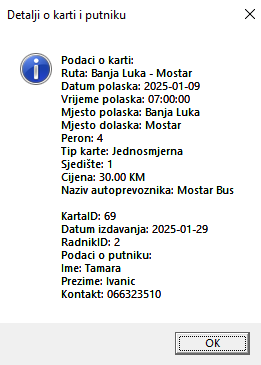 Detalji o karti i putniku
Podaci o karti:
Ruta: Banja Luka - Mostar
Datum polaska: 2025-01-09
Vrijeme polaska: 07:00:00
Mjesto polaska: Banja Luka
Mjesto dolaska: Mostar
Peron: 4
Tip karte: Jednosmjerna
Sjedište: 1
Cijena: 30.00 KM
Naziv autoprevoznika: Mostar Bus
KartaID: 69
Datum izdavanja: 2025-01-29
RadnikID: 2
Podaci o putniku:
Ime: Tamara
Prezime: Ivanic
Kontakt: 066323510
OK